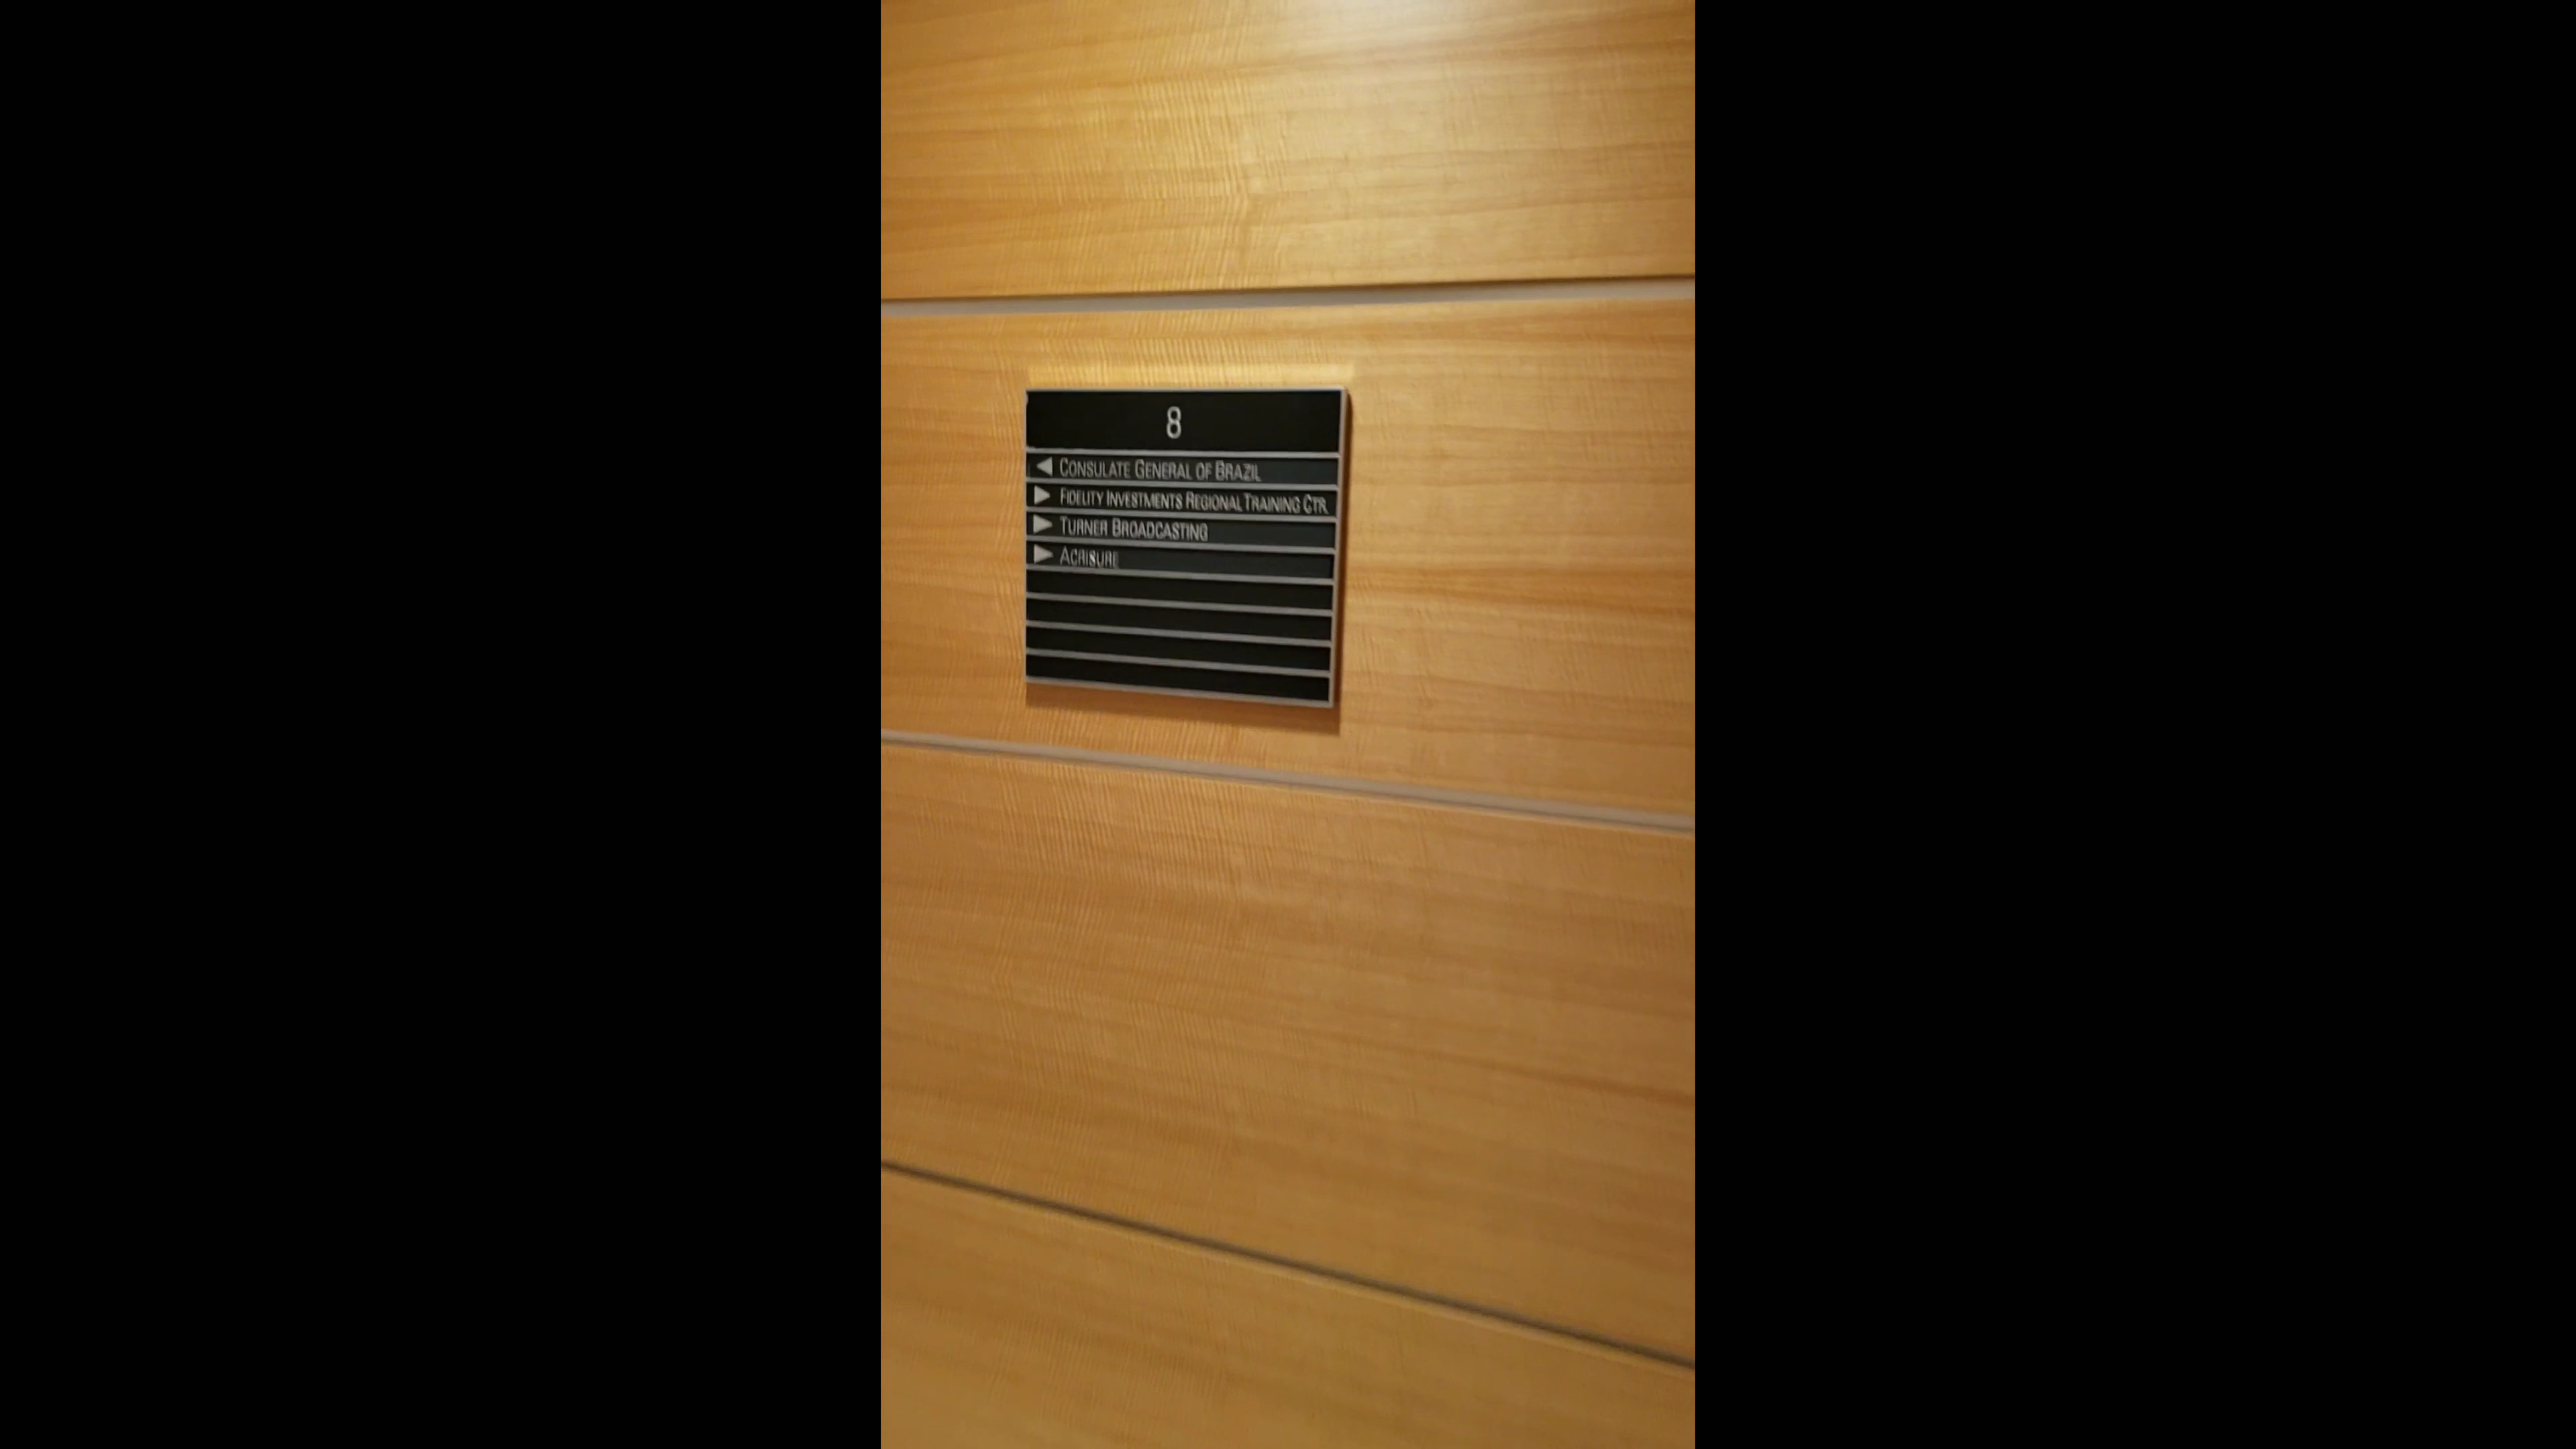 8
◀ CONSULATE GENERAL OF BRAZIL
▶ FIDELITY INVESTMENTS REGIONAL TRAINING CTR.
▶ TURNER BROADCASTING
▶ ACRISURE